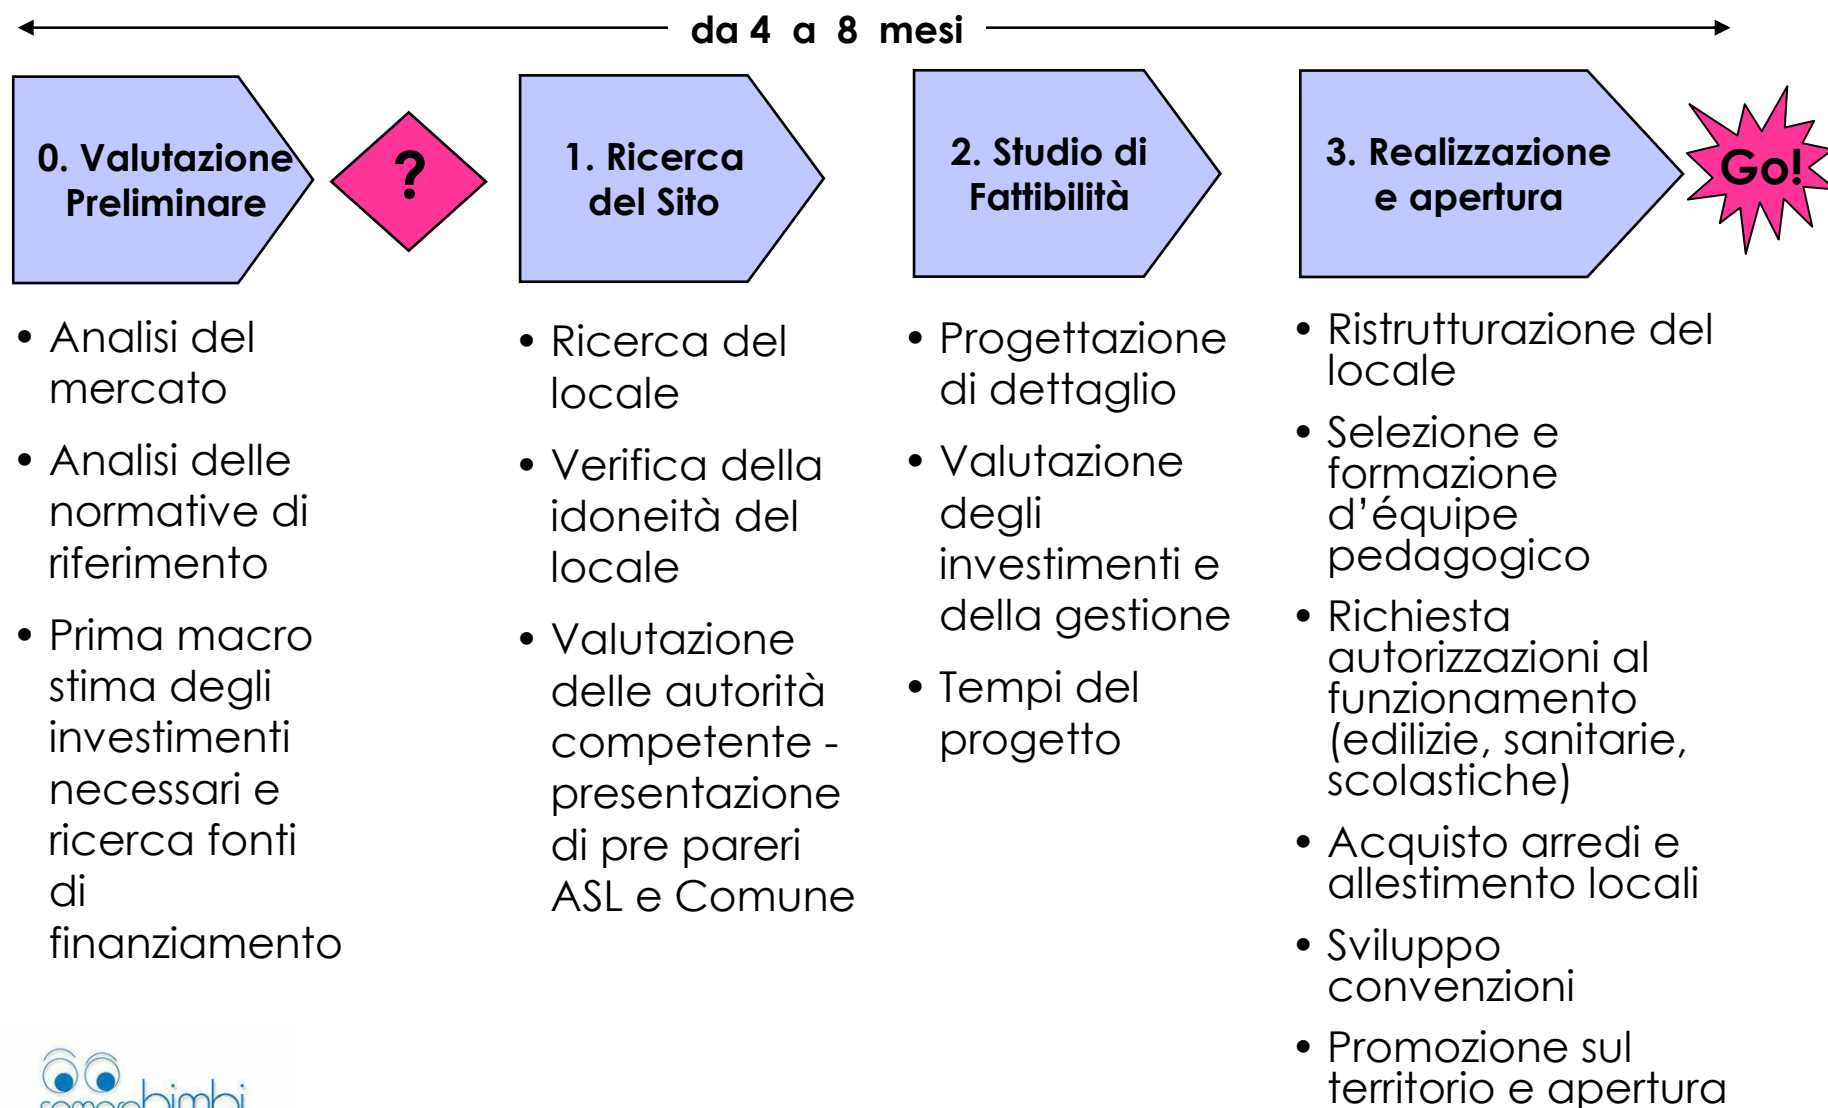 da 4 a 8 mesi
0. Valutazione
Preliminare
?
1. Ricerca
del Sito
2. Studio di
Fattibilità
3. Realizzazione
e apertura
Go!
• Analisi del
mercato
• Analisi delle
normative di
riferimento
• Prima macro
stima degli
investimenti
necessari e
ricerca fonti
di
finanziamento
• Ricerca del
locale
• Verifica della
idoneità del
locale
• Valutazione
delle autorità
competente -
presentazione
di pre pareri
ASL e Comune
• Progettazione
di dettaglio
• Valutazione
degli
investimenti e
della gestione
• Tempi del
progetto
• Ristrutturazione del
locale
• Selezione e
formazione
d’équipe
pedagogico
• Richiesta
autorizzazioni al
funzionamento
(edilizie, sanitarie,
scolastiche)
• Acquisto arredi e
allestimento locali
• Sviluppo
convenzioni
• Promozione sul
territorio e apertura
bimbi